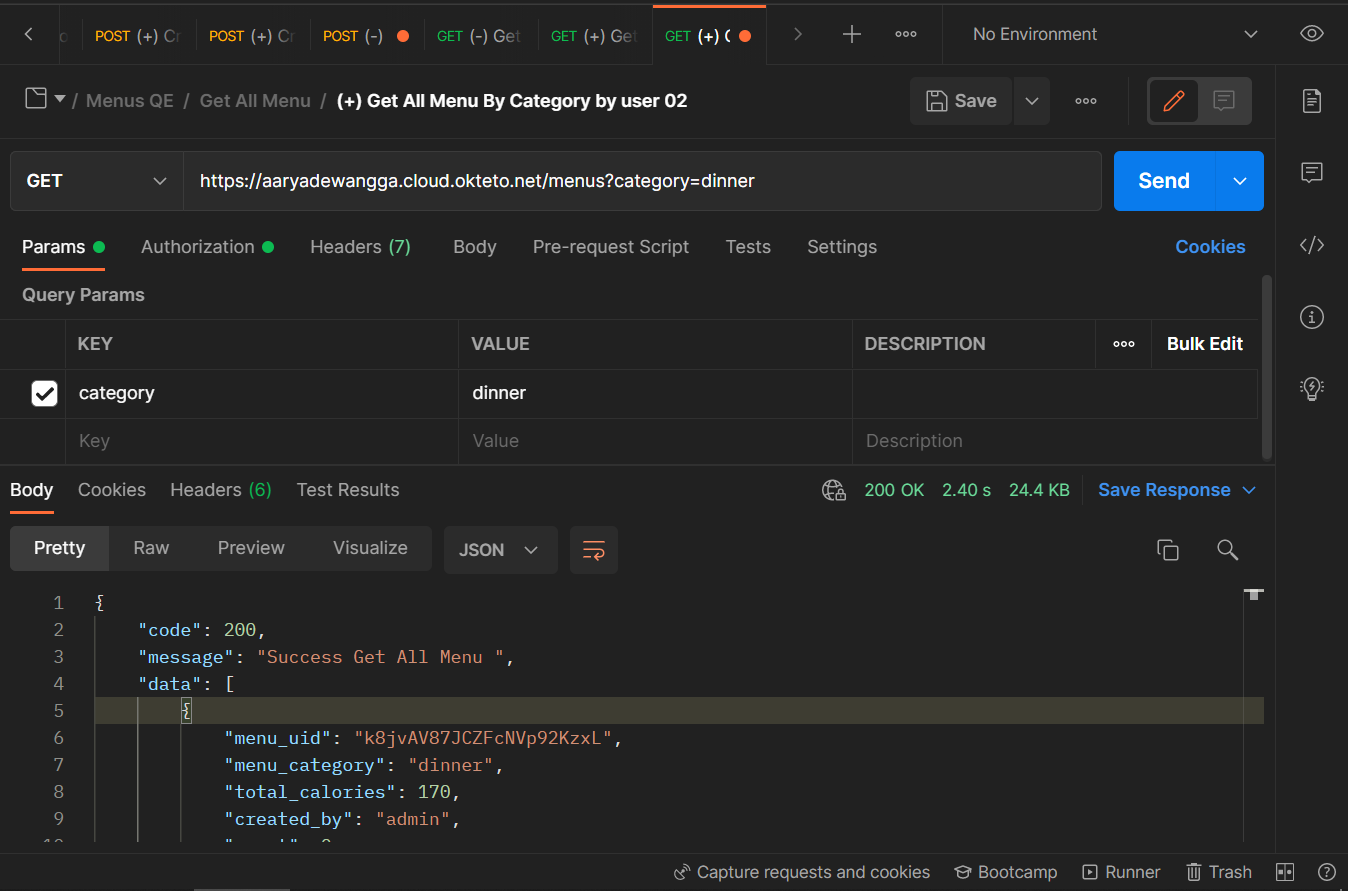 POST (+) Cr POST (+) Cr POST (-) GET (-) Get GET (+) Get GET (+) No Environment
/ Menus QE / Get All Menu / (+) Get All Menu By Category by user 02 Save
GET https://aaryadewangga.cloud.okteto.net/menus?category=dinner Send
Params Authorization Headers (7) Body Pre-request Script Tests Settings Cookies
Query Params
KEY VALUE DESCRIPTION Bulk Edit
category dinner
Key Value Description
Body Cookies Headers (6) Test Results 200 OK 2.40 s 24.4 KB Save Response
Pretty Raw Preview Visualize JSON
1 {
2 "code": 200,
3 "message": "Success Get All Menu ",
4 "data": [
5 {
6 "menu_uid": "k8jvAV87JCZFcNVp92KzxL",
7 "menu_category": "dinner",
8 "total_calories": 170,
9 "created_by": "admin",
Capture requests and cookies Bootcamp Runner Trash